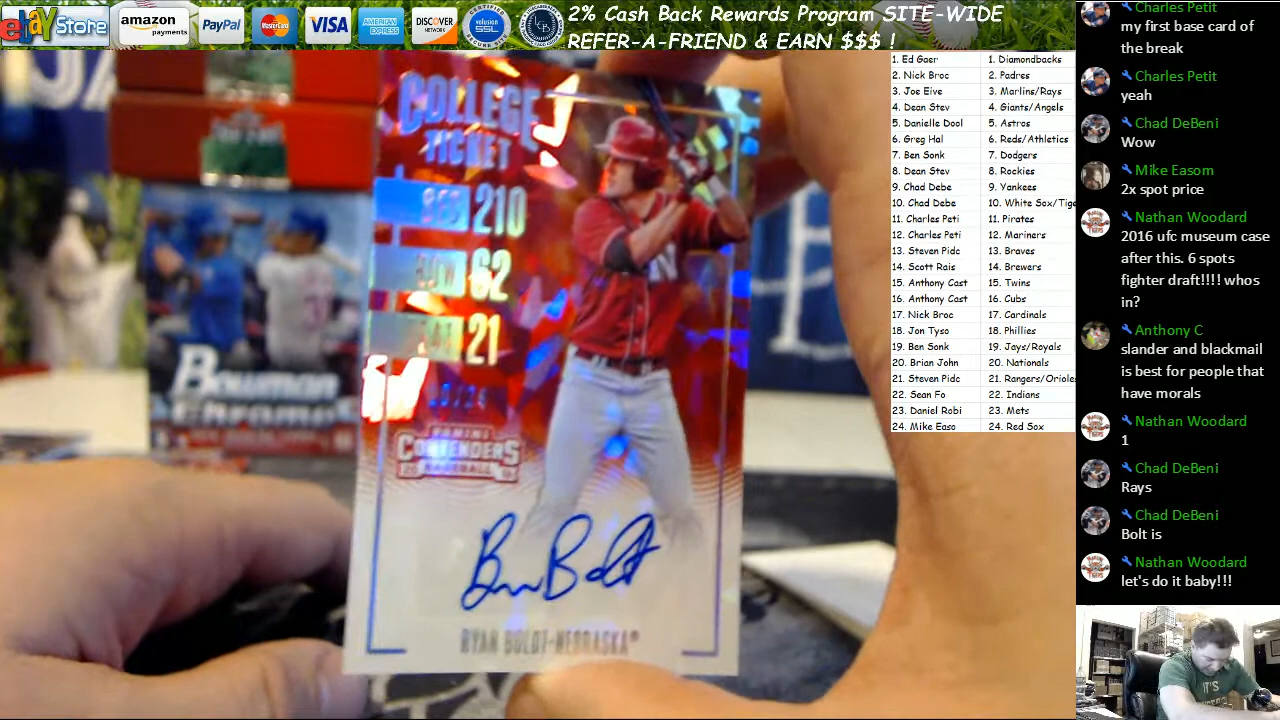 ebay Store
amazon payments
PayPal
MasterCard
VISA
AMERICAN EXPRESS
DISCOVER NETWORK
volusion SSL
2% Cash Back Rewards Program SITE-WIDE
REFER-A-FRIEND & EARN $$$ !
COLLEGE
TICKET
210
62
21
PANINI
CONTENDERS
BASEBALL
RYAN BOLDT-NEBRASKA
1. Ed Gaer 1. Diamondbacks
2. Nick Broc 2. Padres
3. Joe Eive 3. Marlins/Rays
4. Dean Stev 4. Giants/Angels
5. Danielle Dool 5. Astros
6. Greg Hal 6. Reds/Athletics
7. Ben Sonk 7. Dodgers
8. Dean Stev 8. Rockies
9. Chad Debe 9. Yankees
10. Chad Debe 10. White Sox/Tige
11. Charles Peti 11. Pirates
12. Charles Peti 12. Mariners
13. Steven Pidc 13. Braves
14. Scott Rais 14. Brewers
15. Anthony Cast 15. Twins
16. Anthony Cast 16. Cubs
17. Nick Broc 17. Cardinals
18. Jon Tyso 18. Phillies
19. Ben Sonk 19. Jays/Royals
20. Brian John 20. Nationals
21. Steven Pidc 21. Rangers/Oriole
22. Sean Fo 22. Indians
23. Daniel Robi 23. Mets
24. Mike Easo 24. Red Sox
Charles Petit
my first base card of
the break
Charles Petit
yeah
Chad DeBeni
Wow
Mike Easom
2x spot price
Nathan Woodard
2016 ufc museum case
after this. 6 spots
fighter draft!!!! whos
in?
Anthony C
slander and blackmail
is best for people that
have morals
Nathan Woodard
1
Chad DeBeni
Rays
Chad DeBeni
Bolt is
Nathan Woodard
let's do it baby!!!